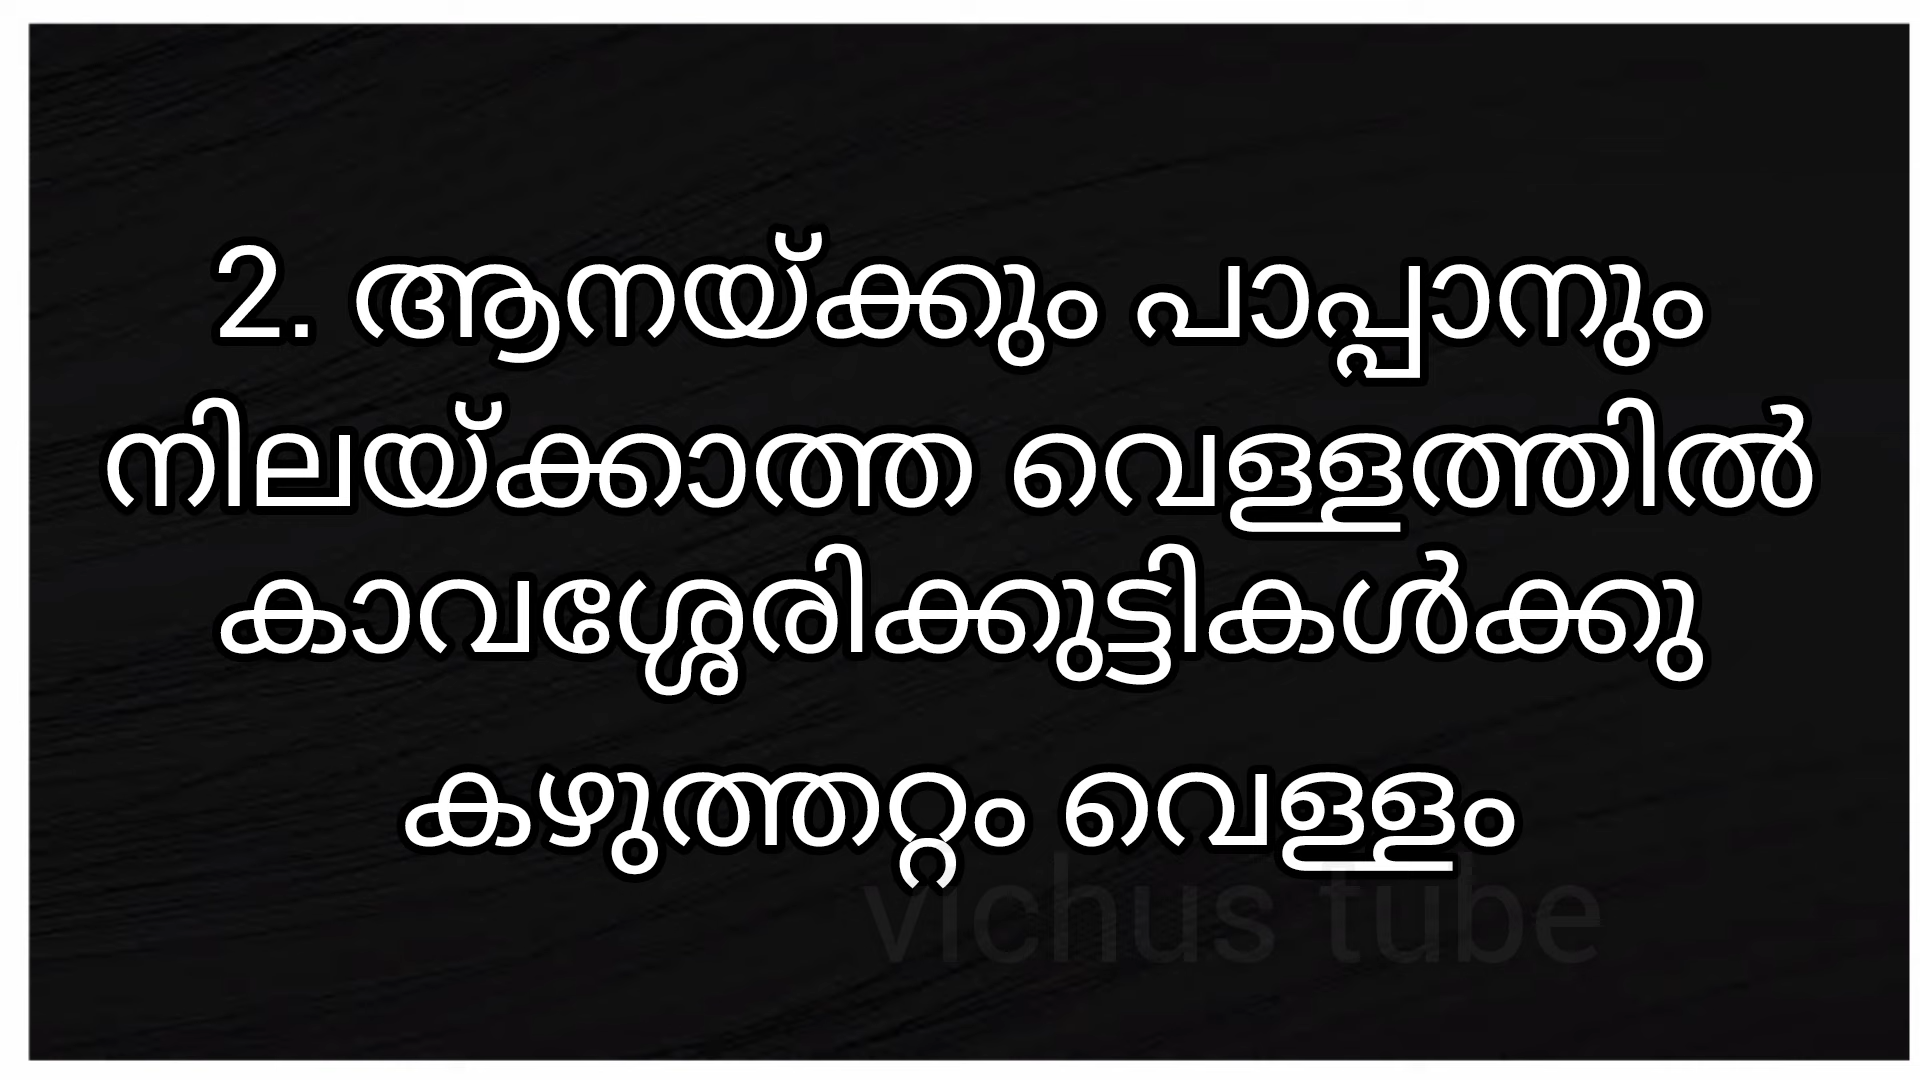 2. ആനയ്ക്കും പാപ്പാനും
നിലയ്ക്കാത്ത വെള്ളത്തിൽ
കാവശ്ശേരിക്കുട്ടികൾക്കു
കഴുത്തറ്റം വെള്ളം
vichus tube